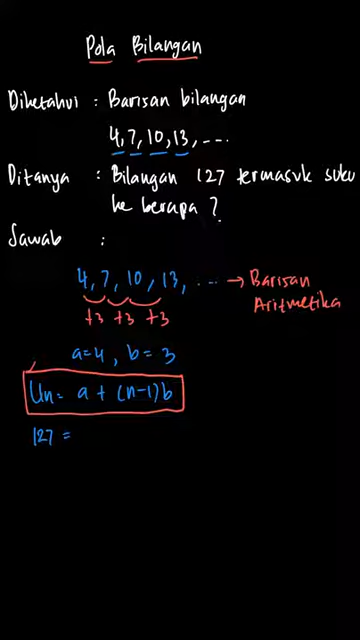 Pola Bilangan
Diketahui : Barisan bilangan
4, 7, 10, 13, ....
Ditanya : Bilangan 127 termasuk suku
ke berapa ?
Jawab :
4, 7, 10, 13, .... → Barisan
Aritmetika
+3 +3 +3
a=4, b=3
Un = a + (n-1)b
127 =